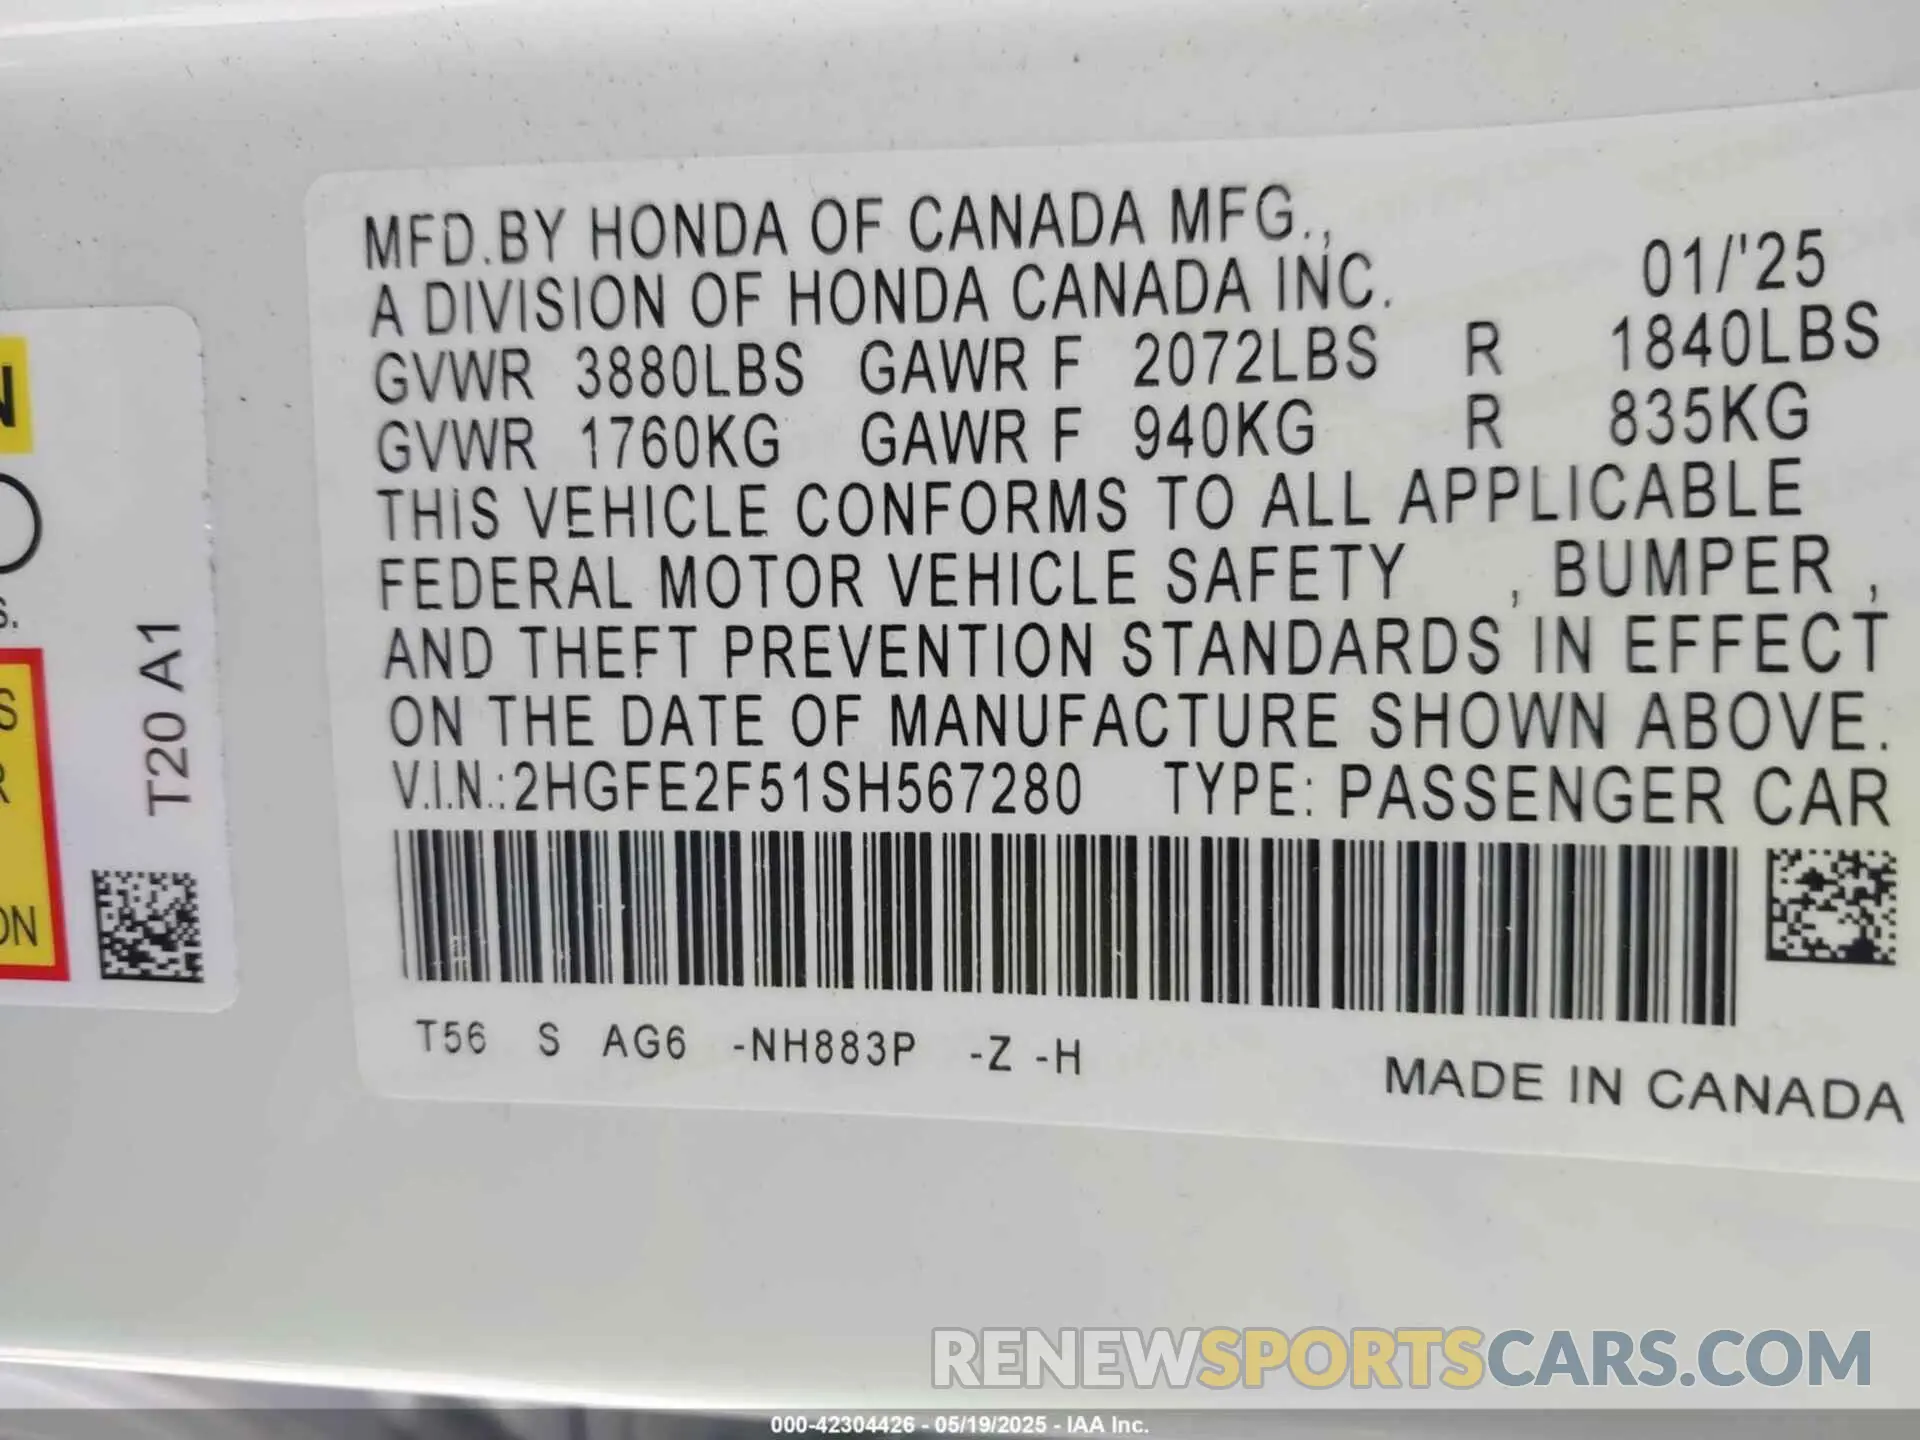 MFD.BY HONDA OF CANADA MFG.,
A DIVISION OF HONDA CANADA INC. 01/'25
GVWR 3880LBS GAWR F 2072LBS R 1840LBS
GVWR 1760KG GAWR F 940KG R 835KG
THIS VEHICLE CONFORMS TO ALL APPLICABLE
FEDERAL MOTOR VEHICLE SAFETY , BUMPER ,
AND THEFT PREVENTION STANDARDS IN EFFECT
ON THE DATE OF MANUFACTURE SHOWN ABOVE.
V.I.N.:2HGFE2F51SH567280 TYPE: PASSENGER CAR
T56 S AG6 -NH883P -Z -H
MADE IN CANADA
T20 A1
RENEWSPORTSCARS.COM
000-42304426 - 05/19/2025 - IAA Inc.